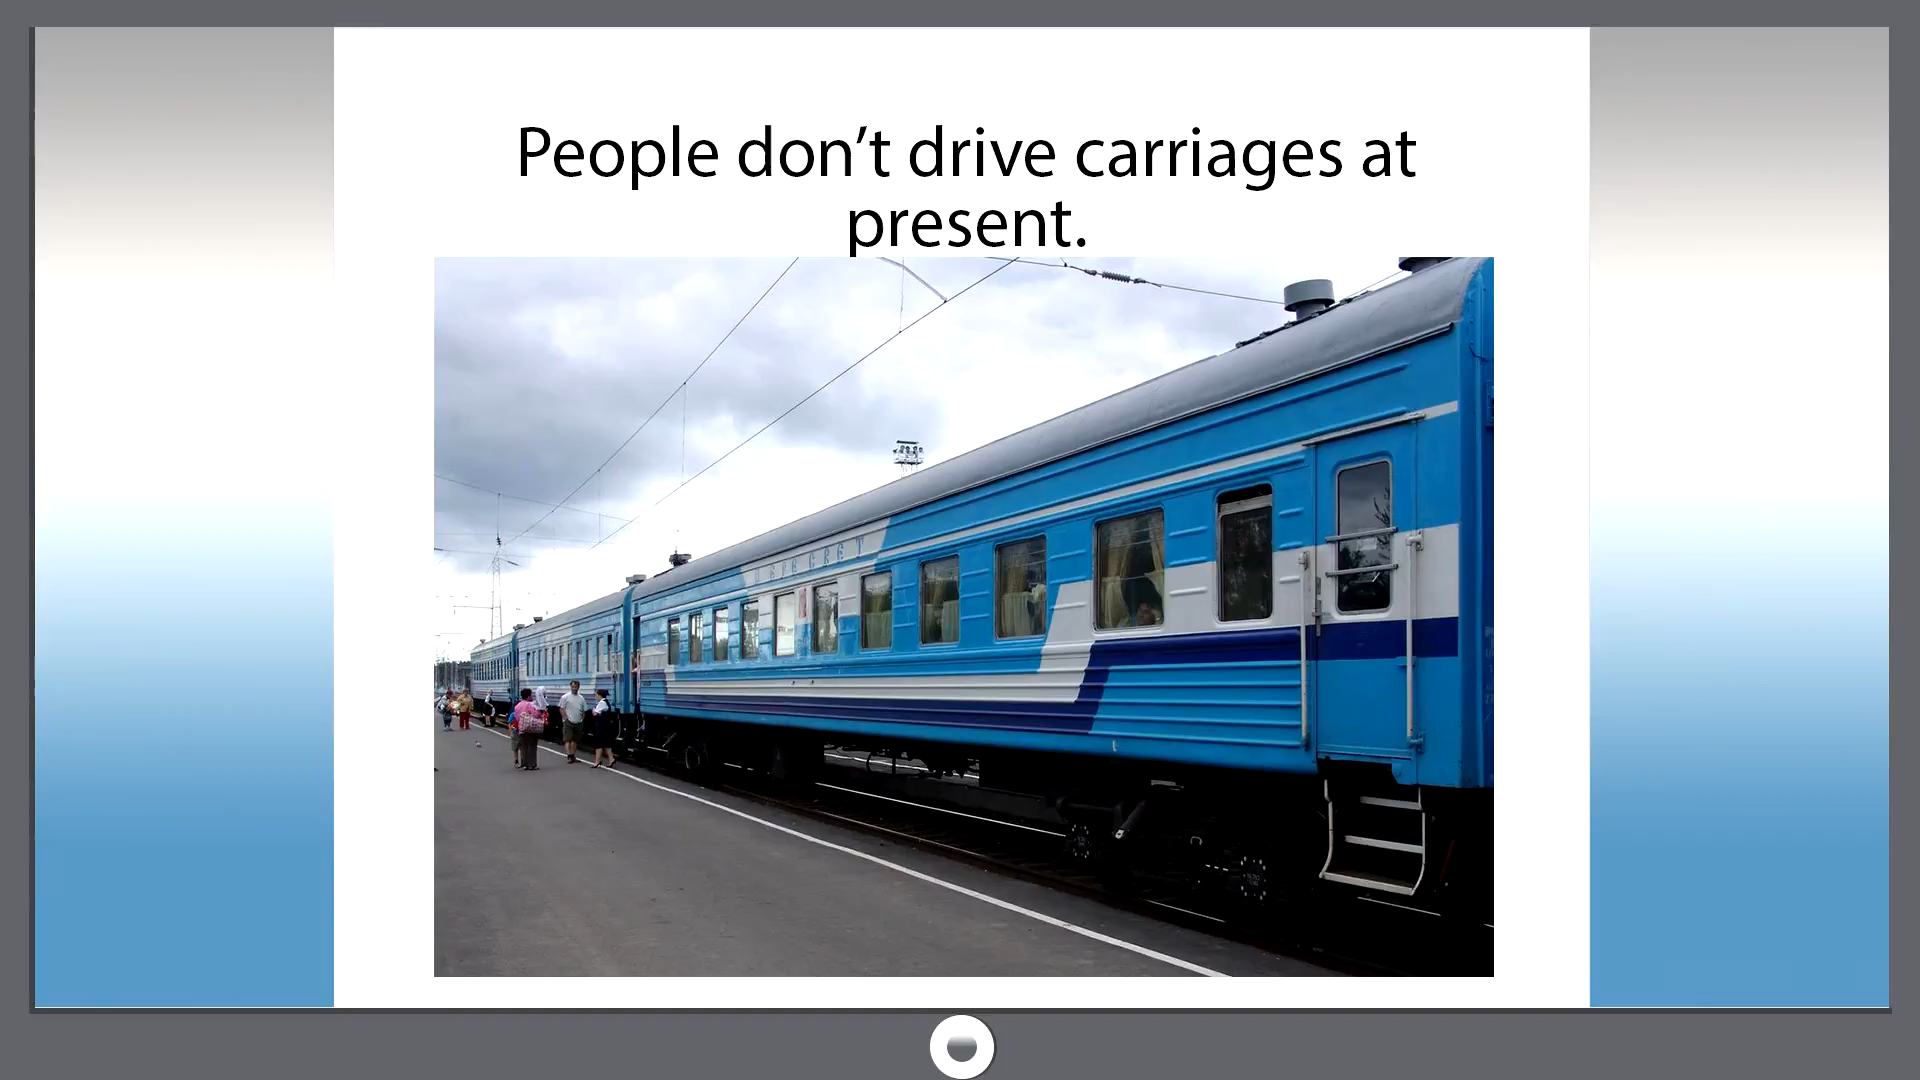 People don’t drive carriages at
present.